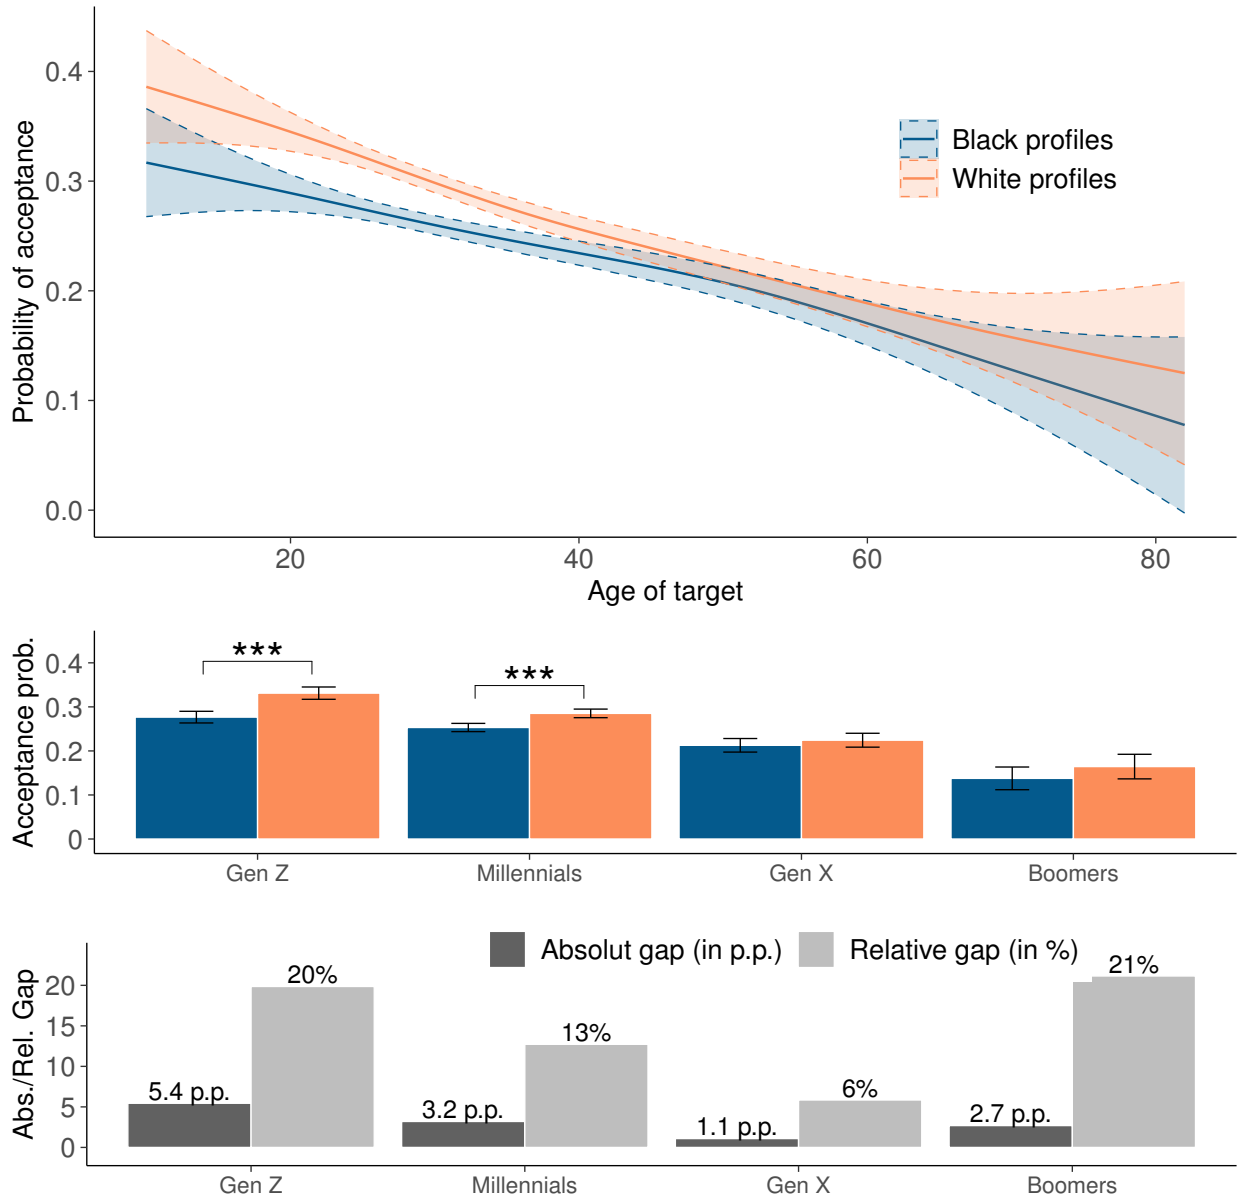 Probability of acceptance
0.4
0.3
0.2
0.1
0.0
Black profiles
White profiles
20 40 60 80
Age of target
Acceptance prob.
0.4
0.3
0.2
0.1
0
*** ***
Gen Z Millennials Gen X Boomers
Abs./Rel. Gap
Absolut gap (in p.p.) Relative gap (in %)
20
15
10
5
0
5.4 p.p. 20% 3.2 p.p. 13% 1.1 p.p. 6% 2.7 p.p. 21%
Gen Z Millennials Gen X Boomers